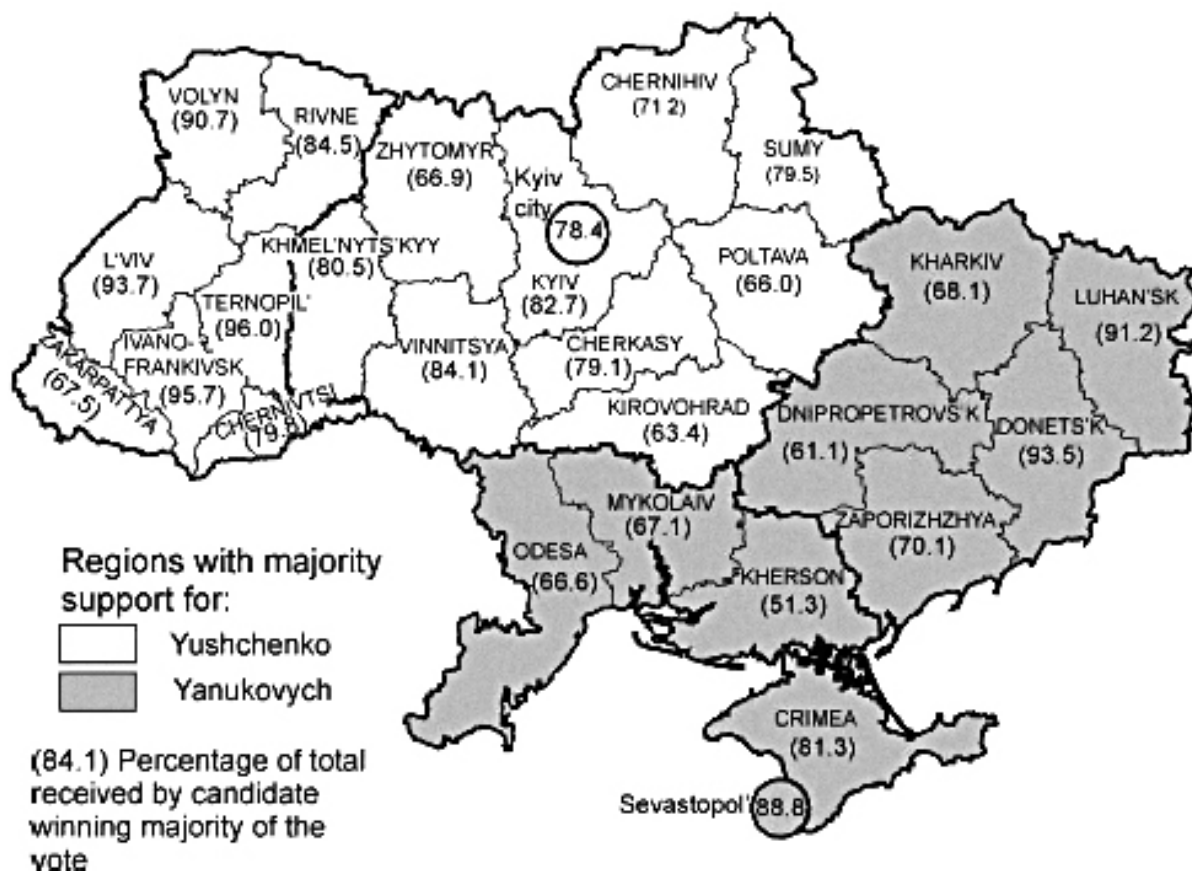 VOLYN
(90.7)
RIVNE
(84.5)
ZHYTOMYR
(66.9)
Kyiv
city
78.4
CHERNIHIV
(71.2)
SUMY
(79.5)
L'VIV
(93.7)
KHMEL'NYTS'KYY
(80.5)
TERNOPIL'
(96.0)
KYIV
(82.7)
POLTAVA
(66.0)
KHARKIV
(68.1)
LUHAN'SK
(91.2)
ZAKARPATTYA
(67.5)
IVANO-
FRANKIVSK
(95.7)
CHERNIVTSI
VINNITSYA
(84.1)
CHERKASY
(79.1)
KIROVOHRAD
(63.4)
DNIPROPETROVS'K
(61.1)
DONETS'K
(93.5)
ODESA
(66.6)
MYKOLAIV
(67.1)
ZAPORIZHZHYA
(70.1)
KHERSON
(51.3)
CRIMEA
(81.3)
Sevastopol'
88.8
Regions with majority
support for:
Yushchenko
Yanukovych
(84.1) Percentage of total
received by candidate
winning majority of the
vote